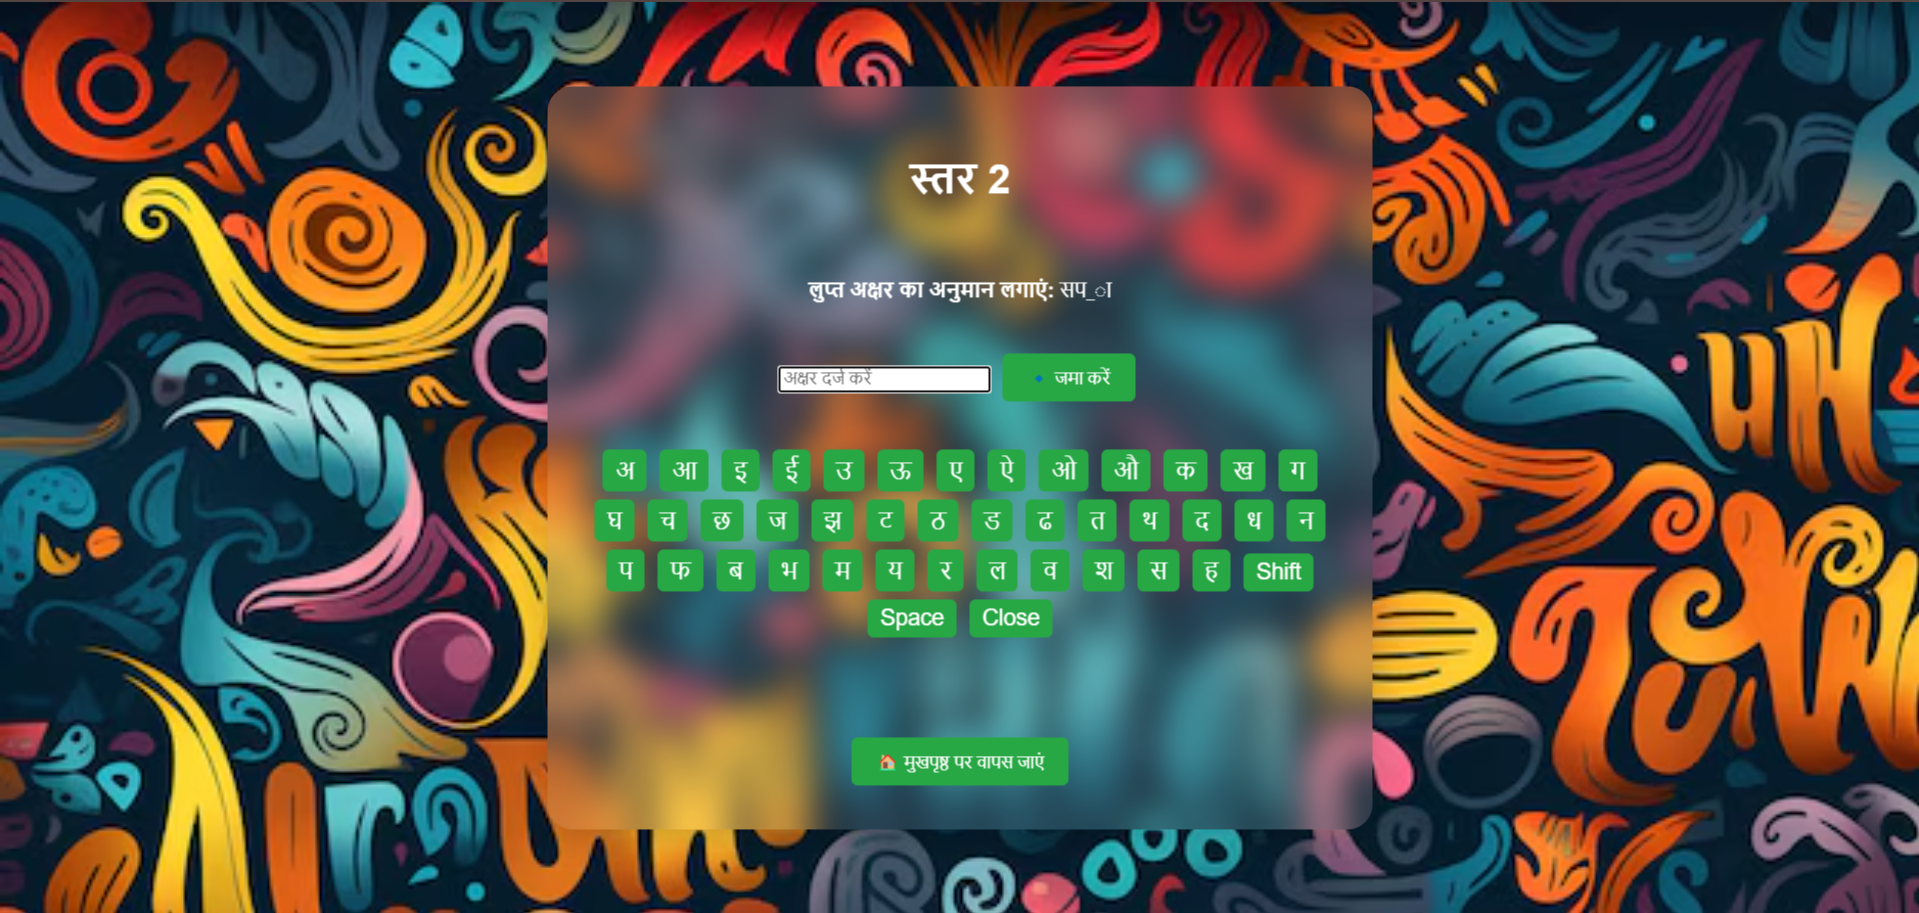 स्तर 2
लुप्त अक्षर का अनुमान लगाएं: सप_ा
अक्षर दर्ज करें
🔹 जमा करें
अ आ इ ई उ ऊ ए ऐ ओ औ क ख ग
घ च छ ज झ ट ठ ड ढ त थ द ध न
प फ ब भ म य र ल व श स ह Shift
Space Close
🏠 मुखपृष्ठ पर वापस जाएं